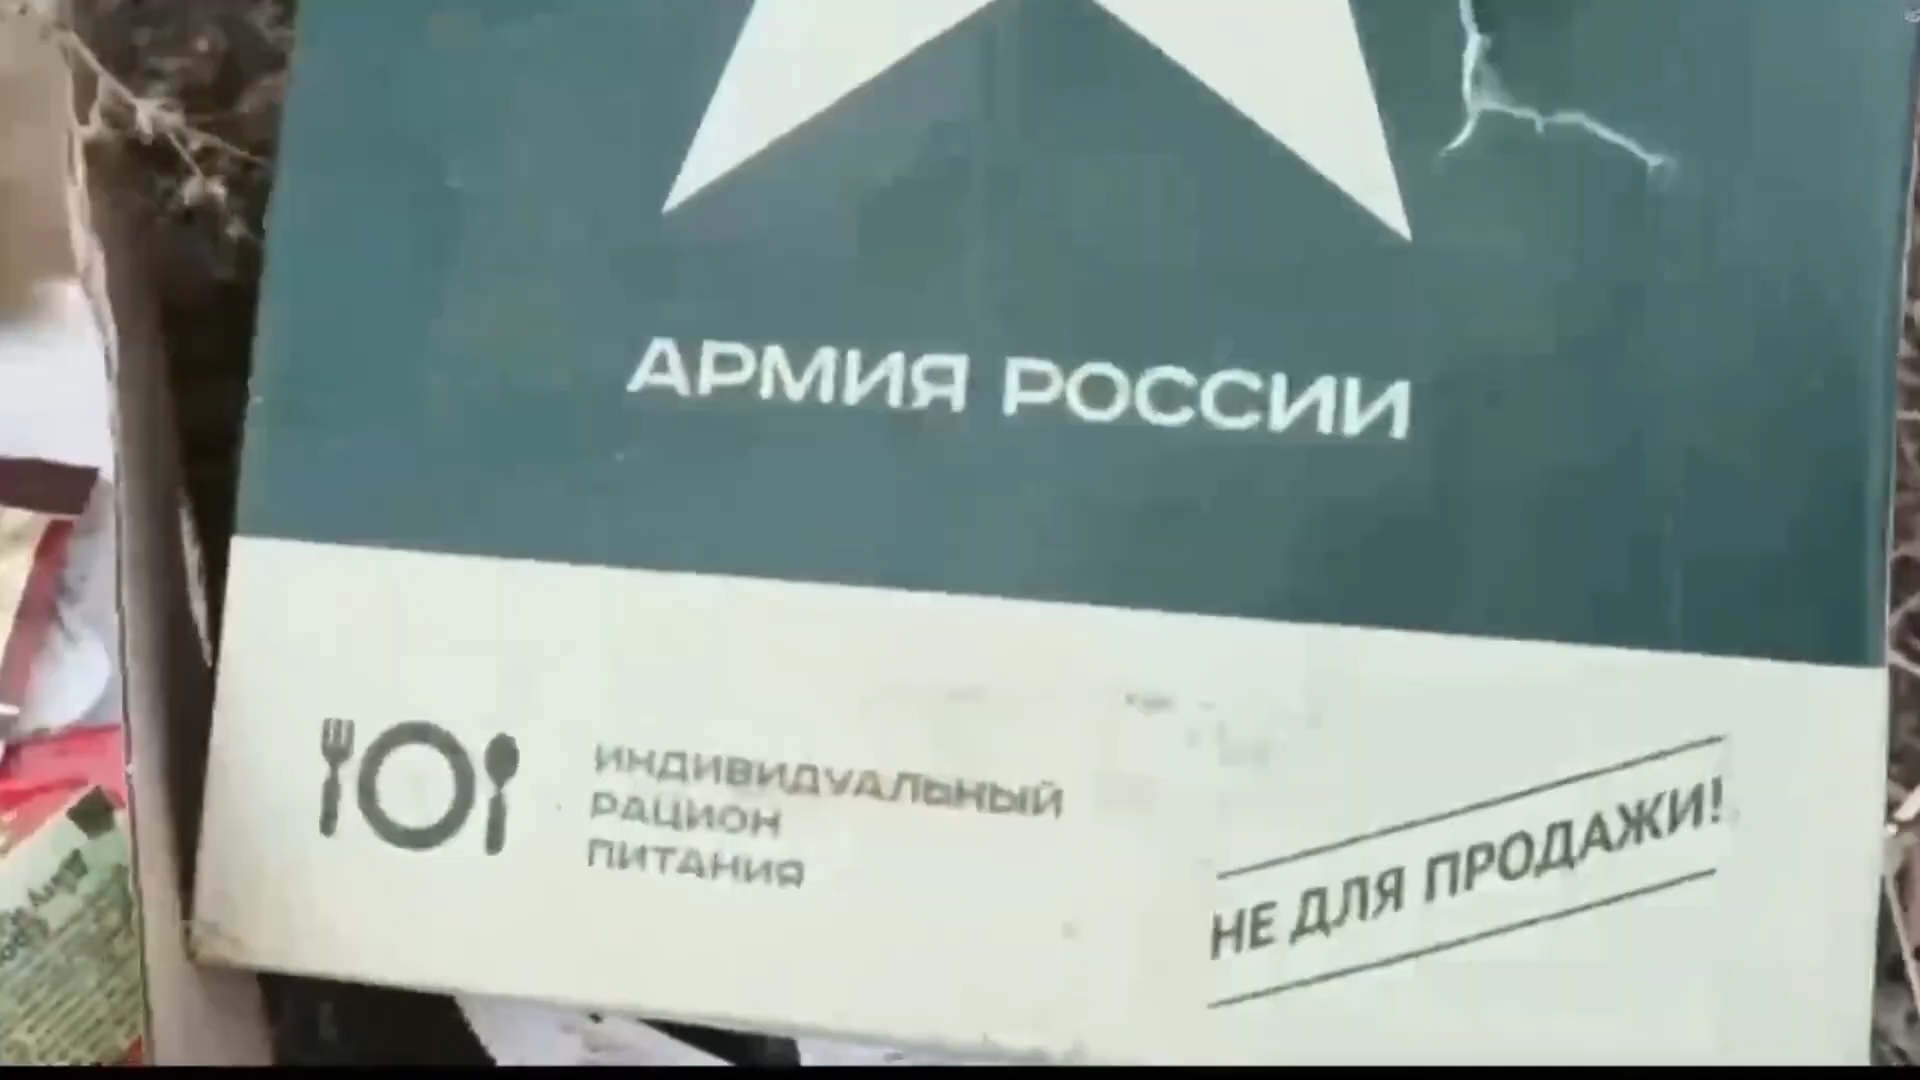 АРМИЯ РОССИИ
ИНДИВИДУАЛЬНЫЙ
РАЦИОН
ПИТАНИЯ
НЕ ДЛЯ ПРОДАЖИ!